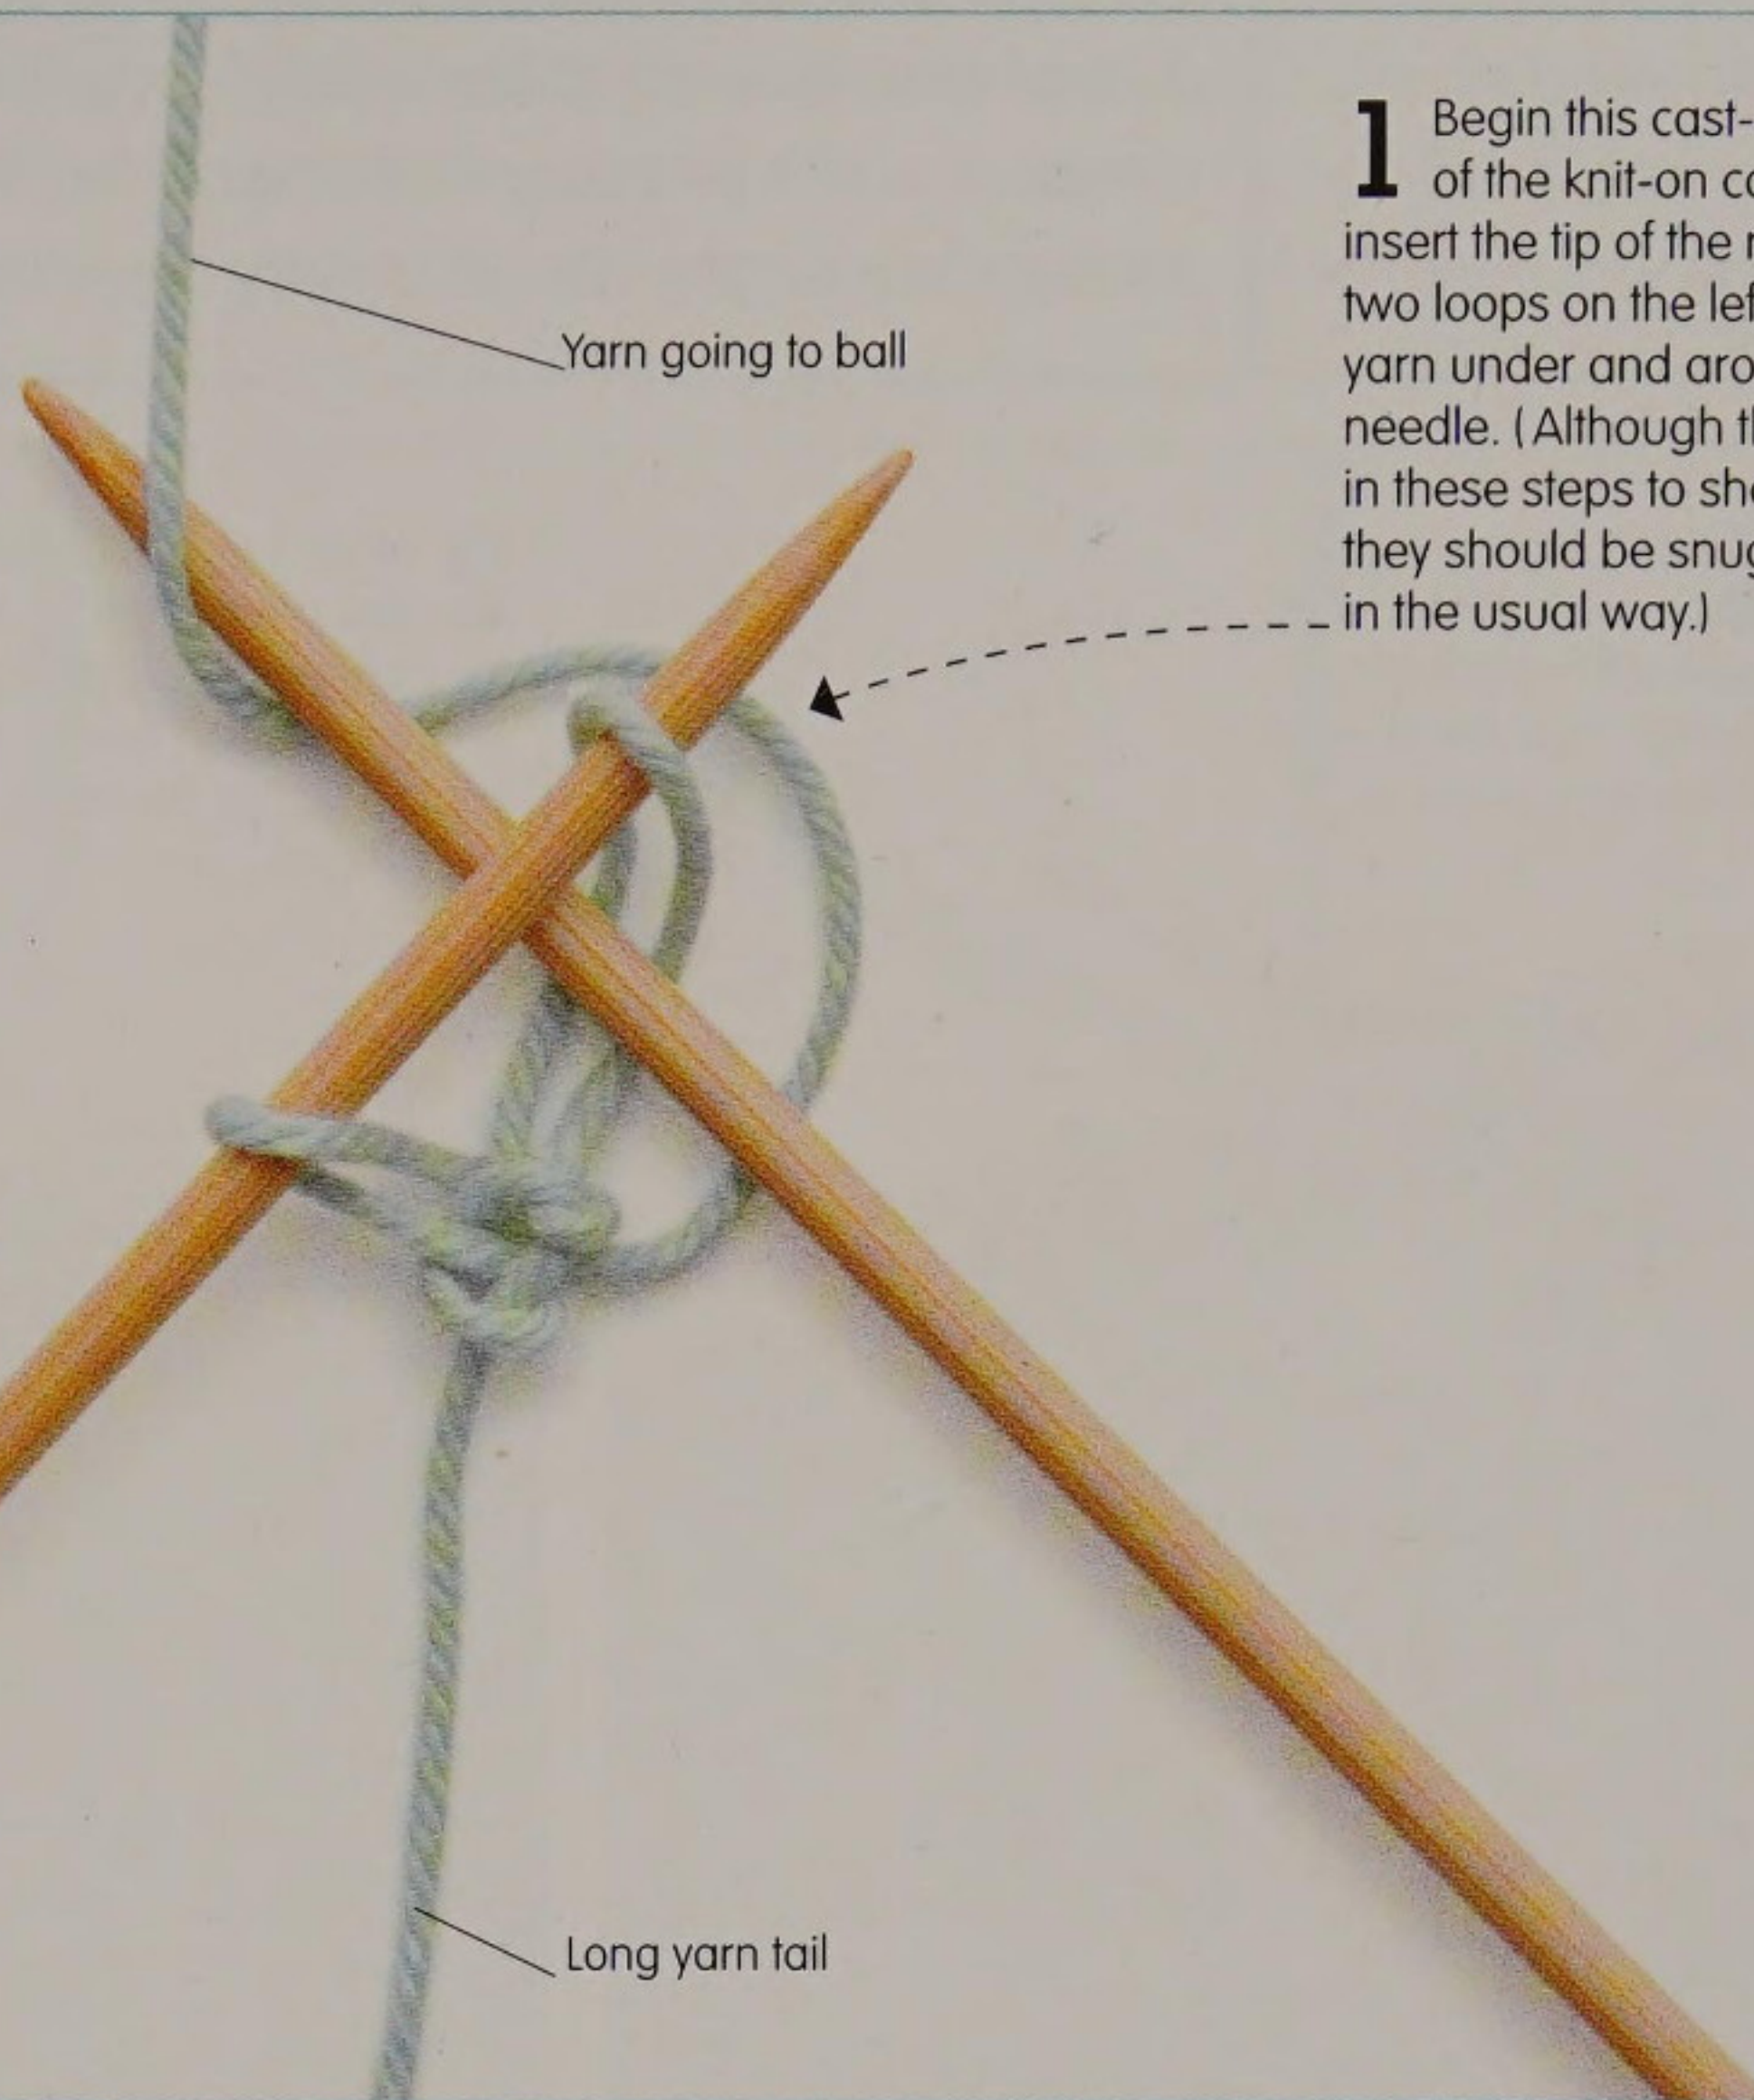 1 Begin this cast-
of the knit-on
insert the tip of the
two loops on the
yarn under and
needle. (Although
in these steps to
they should be
in the usual way.)
Yarn going to ball
Long yarn tail